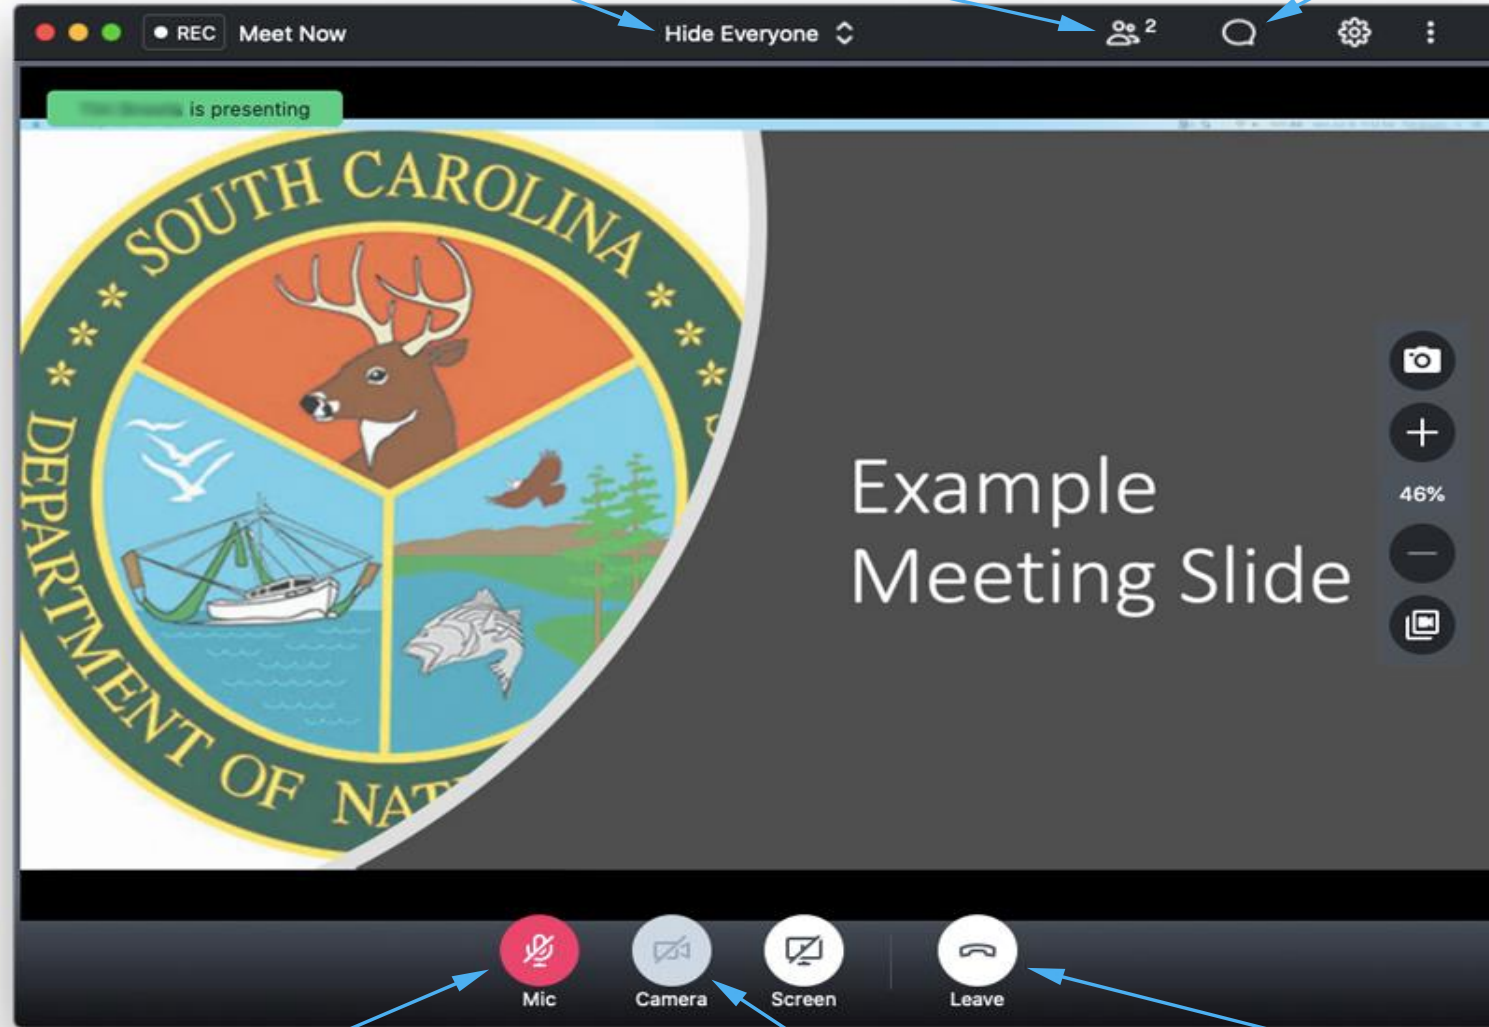 REC Meet Now Hide Everyone 2
is presenting
SOUTH CAROLINA
DEPARTMENT OF NAT
Example
Meeting Slide
46%
Mic Camera Screen Leave